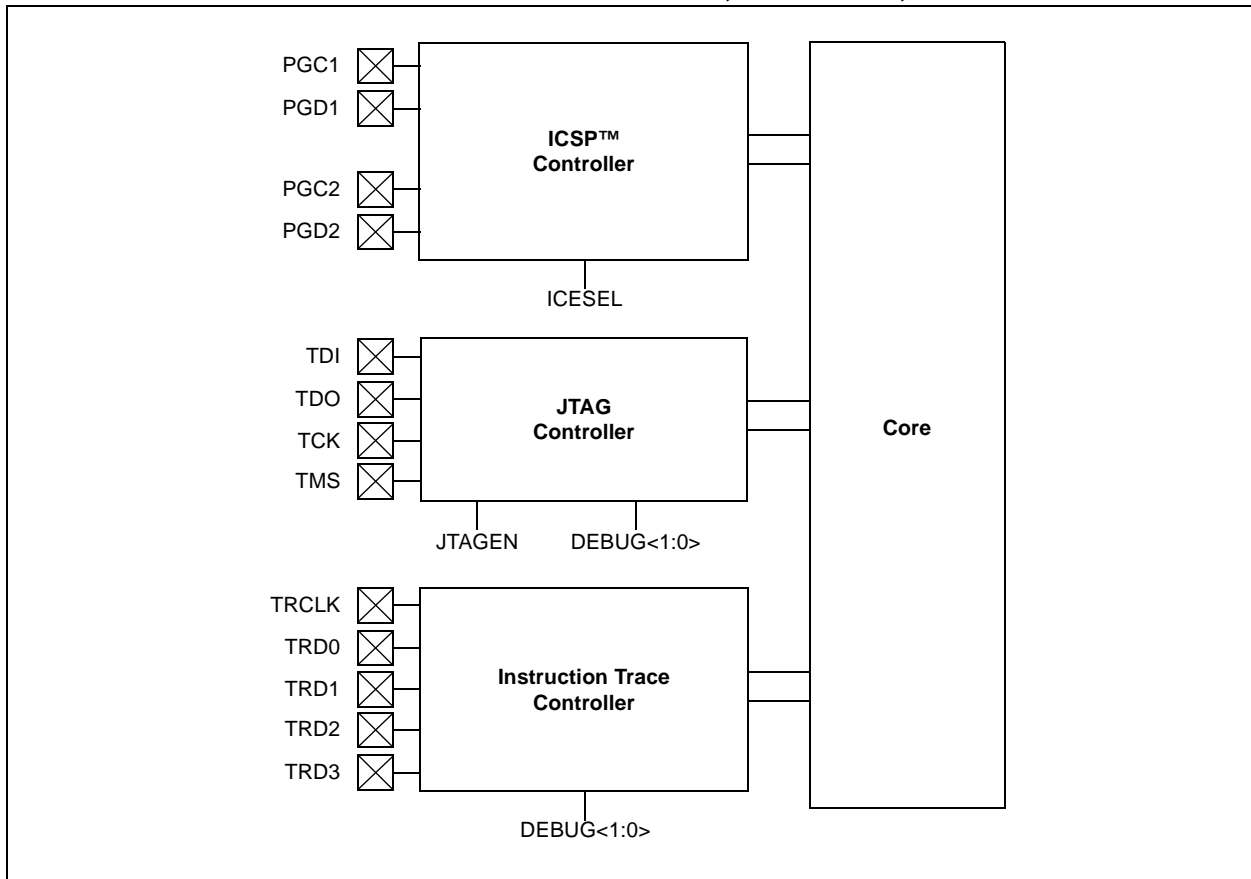 PGC1
PGD1
PGC2
PGD2
ICSP™
Controller
ICESEL
TDI
TDO
TCK
TMS
JTAG
Controller
JTAGEN
DEBUG<1:0>
Core
TRCLK
TRD0
TRD1
TRD2
TRD3
Instruction Trace
Controller
DEBUG<1:0>